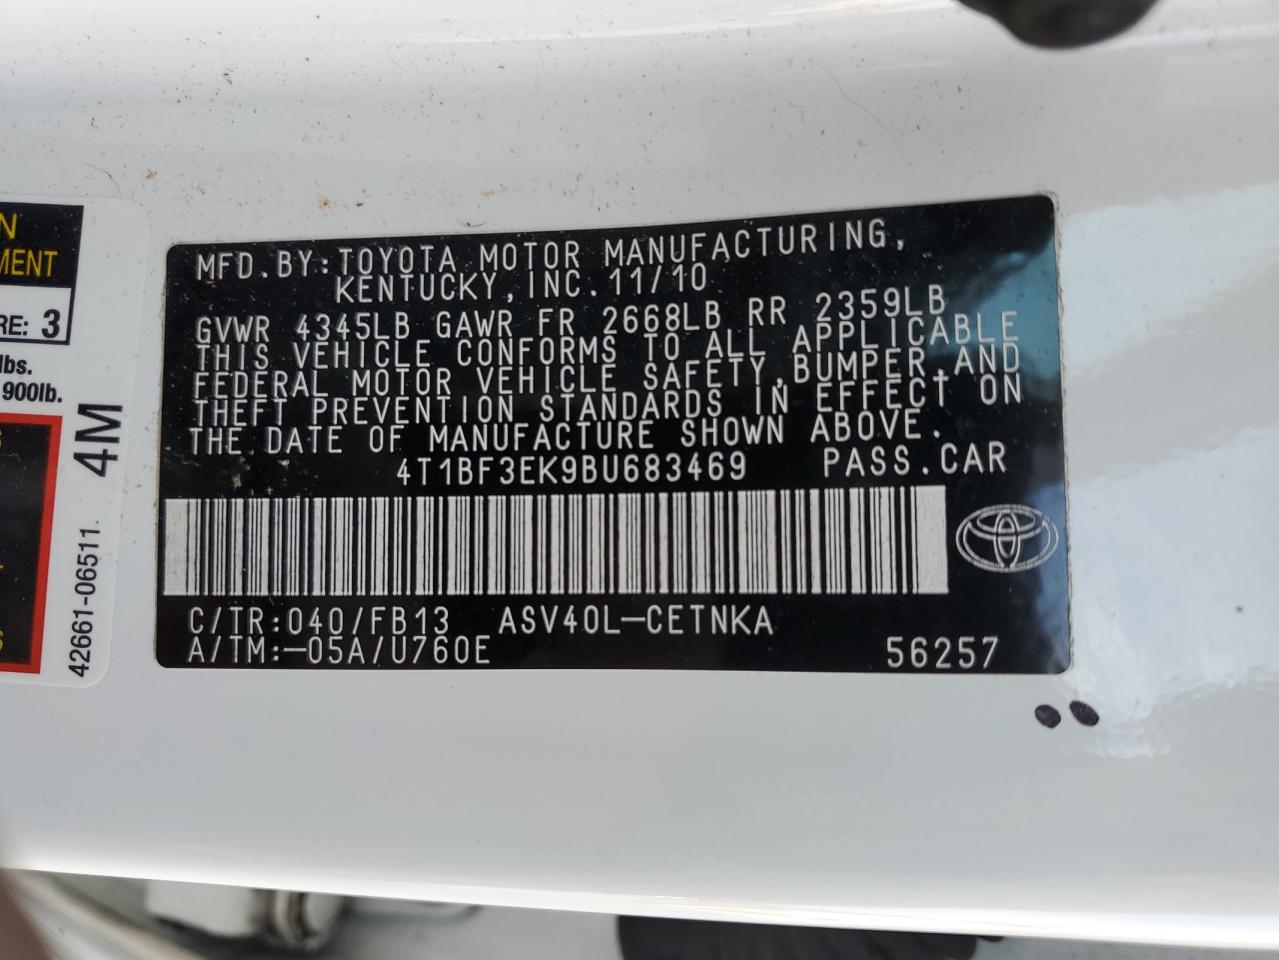 N
MENT
RE: 3
lbs.
900lb.
4M
42661-06511
MFD.BY:TOYOTA MOTOR MANUFACTURING,
KENTUCKY,INC.11/10
GVWR 4345LB GAWR FR 2668LB RR 2359LB
THIS VEHICLE CONFORMS TO ALL APPLICABLE
FEDERAL MOTOR VEHICLE SAFETY,BUMPER,AND
THEFT PREVENTION STANDARDS IN EFFECT ON
THE DATE OF MANUFACTURE SHOWN ABOVE.
4T1BF3EK9BU683469 PASS.CAR
C/TR:040/FB13 ASV40L-CETNKA
A/TM:-05A/U760E 56257